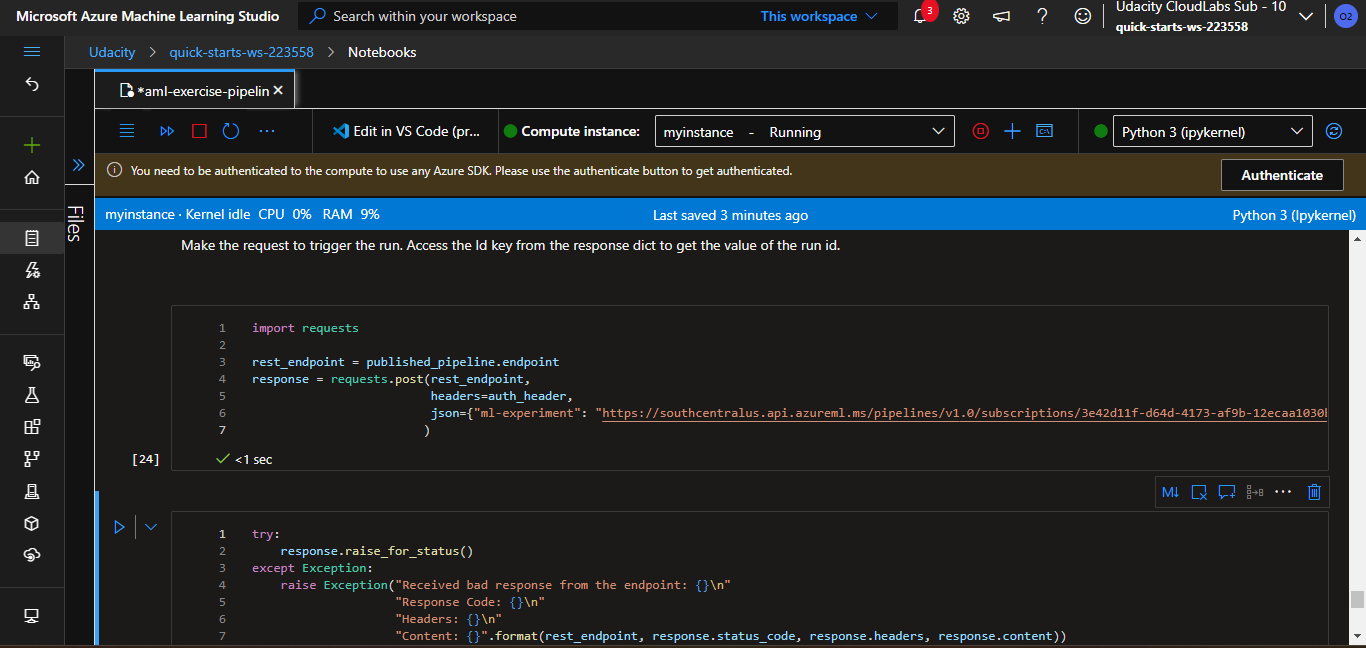 Microsoft Azure Machine Learning Studio
Search within your workspace
This workspace
3
Udacity CloudLabs Sub - 10
quick-starts-ws-223558
O2
Udacity > quick-starts-ws-223558 > Notebooks
*aml-exercise-pipelin
Edit in VS Code (pr...
Compute instance:
myinstance - Running
Python 3 (ipykernel)
You need to be authenticated to the compute to use any Azure SDK. Please use the authenticate button to get authenticated.
Authenticate
Files
myinstance · Kernel idle CPU 0% RAM 9%
Last saved 3 minutes ago
Python 3 (Ipykernel)
Make the request to trigger the run. Access the Id key from the response dict to get the value of the run id.
1 import requests
2
3 rest_endpoint = published_pipeline.endpoint
4 response = requests.post(rest_endpoint,
5 headers=auth_header,
6 json={"ml-experiment": "https://southcentralus.api.azureml.ms/pipelines/v1.0/subscriptions/3e42d11f-d64d-4173-af9b-12ecaa1030
7 )
[24]
<1 sec
M↓
1 try:
2 response.raise_for_status()
3 except Exception:
4 raise Exception("Received bad response from the endpoint: {}\n"
5 "Response Code: {}\n"
6 "Headers: {}\n"
7 "Content: {}".format(rest_endpoint, response.status_code, response.headers, response.content))